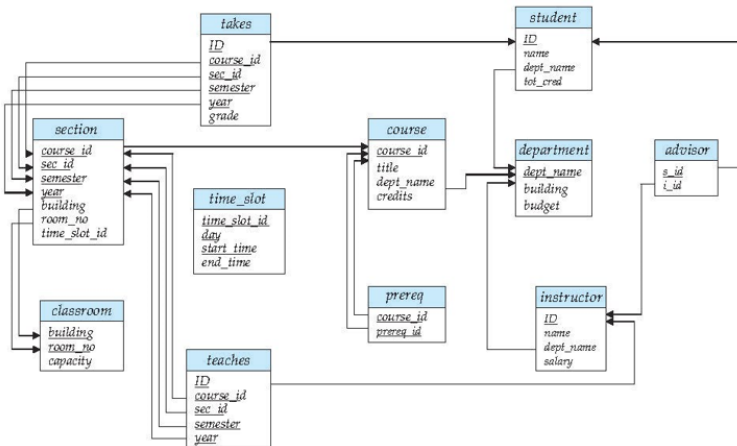 takes
ID
course_id
sec_id
semester
year
grade
student
ID
name
dept_name
tot_cred
section
course_id
sec_id
semester
year
building
room_no
time_slot_id
course
course_id
title
dept_name
credits
department
dept_name
building
budget
advisor
s_id
i_id
time_slot
time_slot_id
day
start_time
end_time
prereq
course_id
prereq_id
instructor
ID
name
dept_name
salary
classroom
building
room_no
capacity
teaches
ID
course_id
sec_id
semester
year